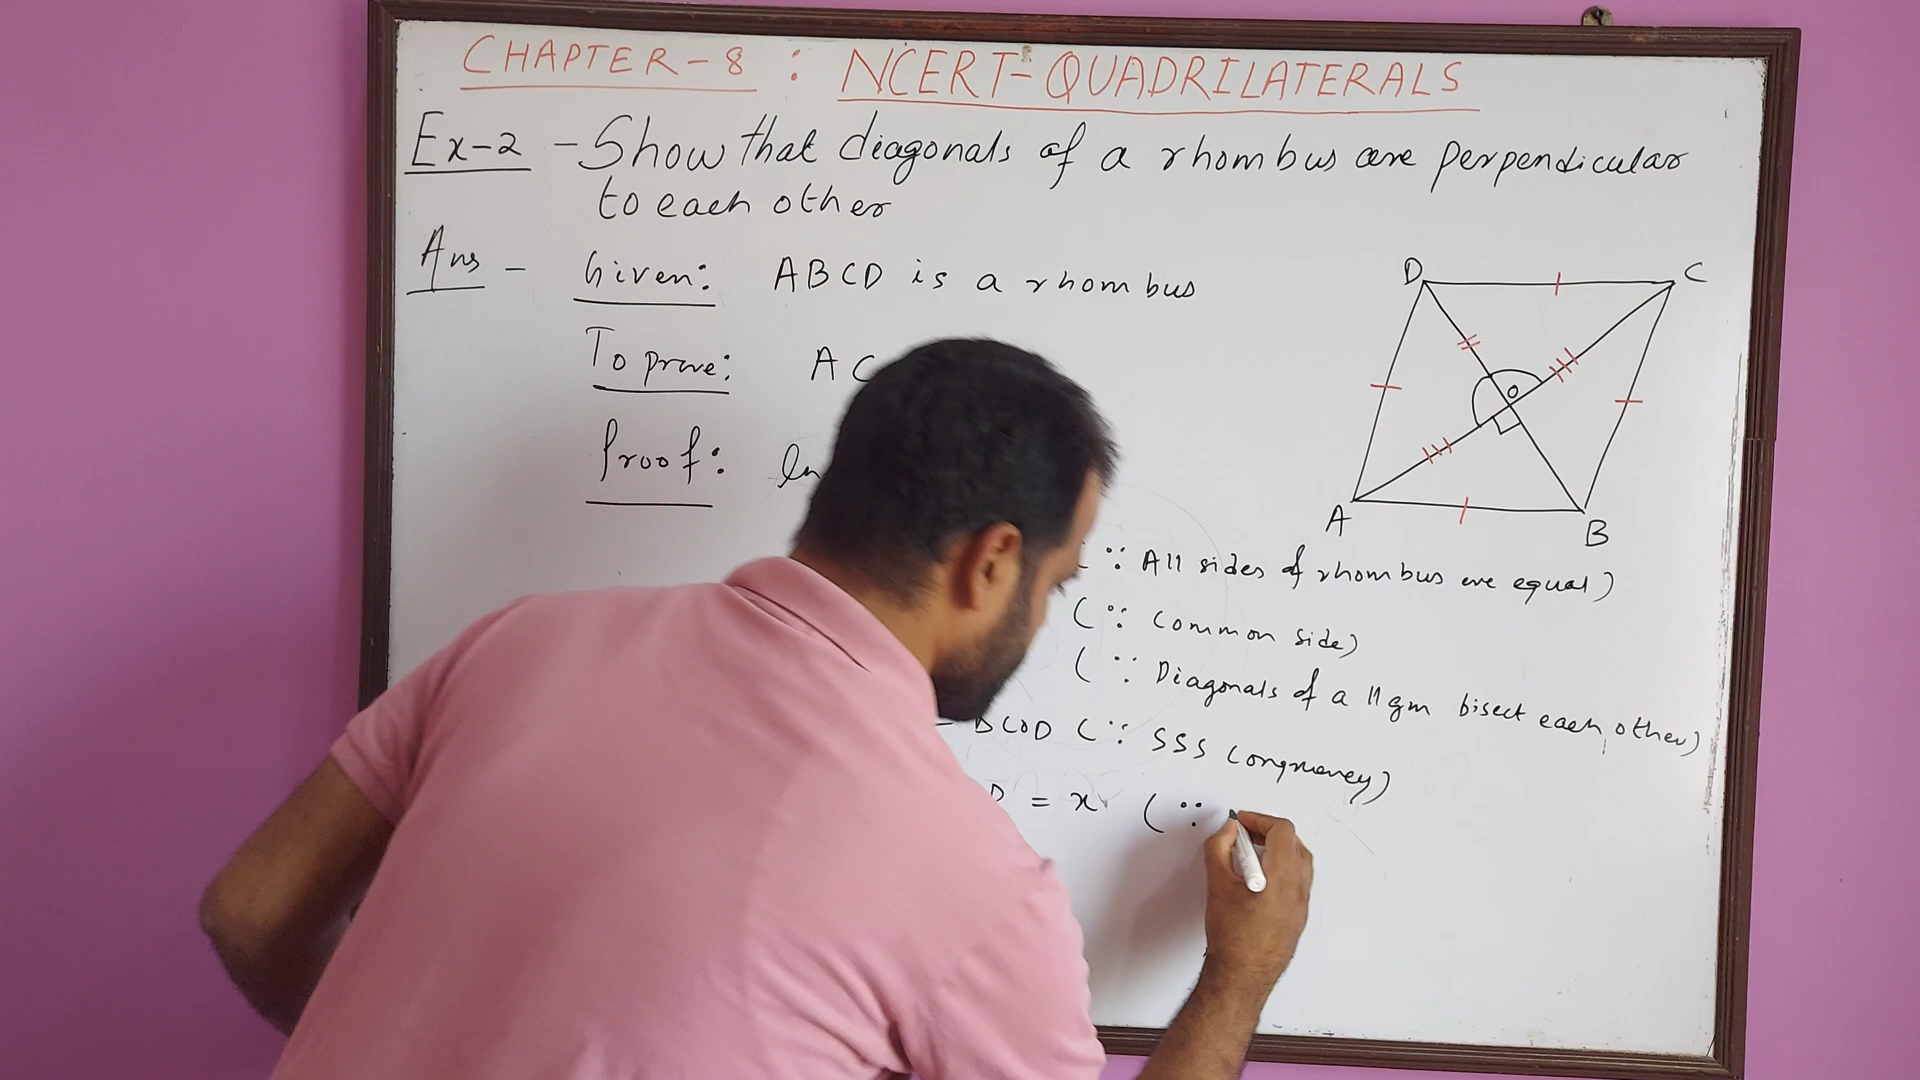 CHAPTER-8 : NCERT-QUADRILATERALS
Ex-2 - Show that diagonals of a rhombus are perpendicular
to each other
Ans - Given: ABCD is a rhombus
To prove: AC
Proof: In
D C
O
A B
(∵ All sides of rhombus are equal)
(∵ Common side)
(∵ Diagonals of a 11gm bisect each other)
COD (∵ SSS Congruency)
= x (∵